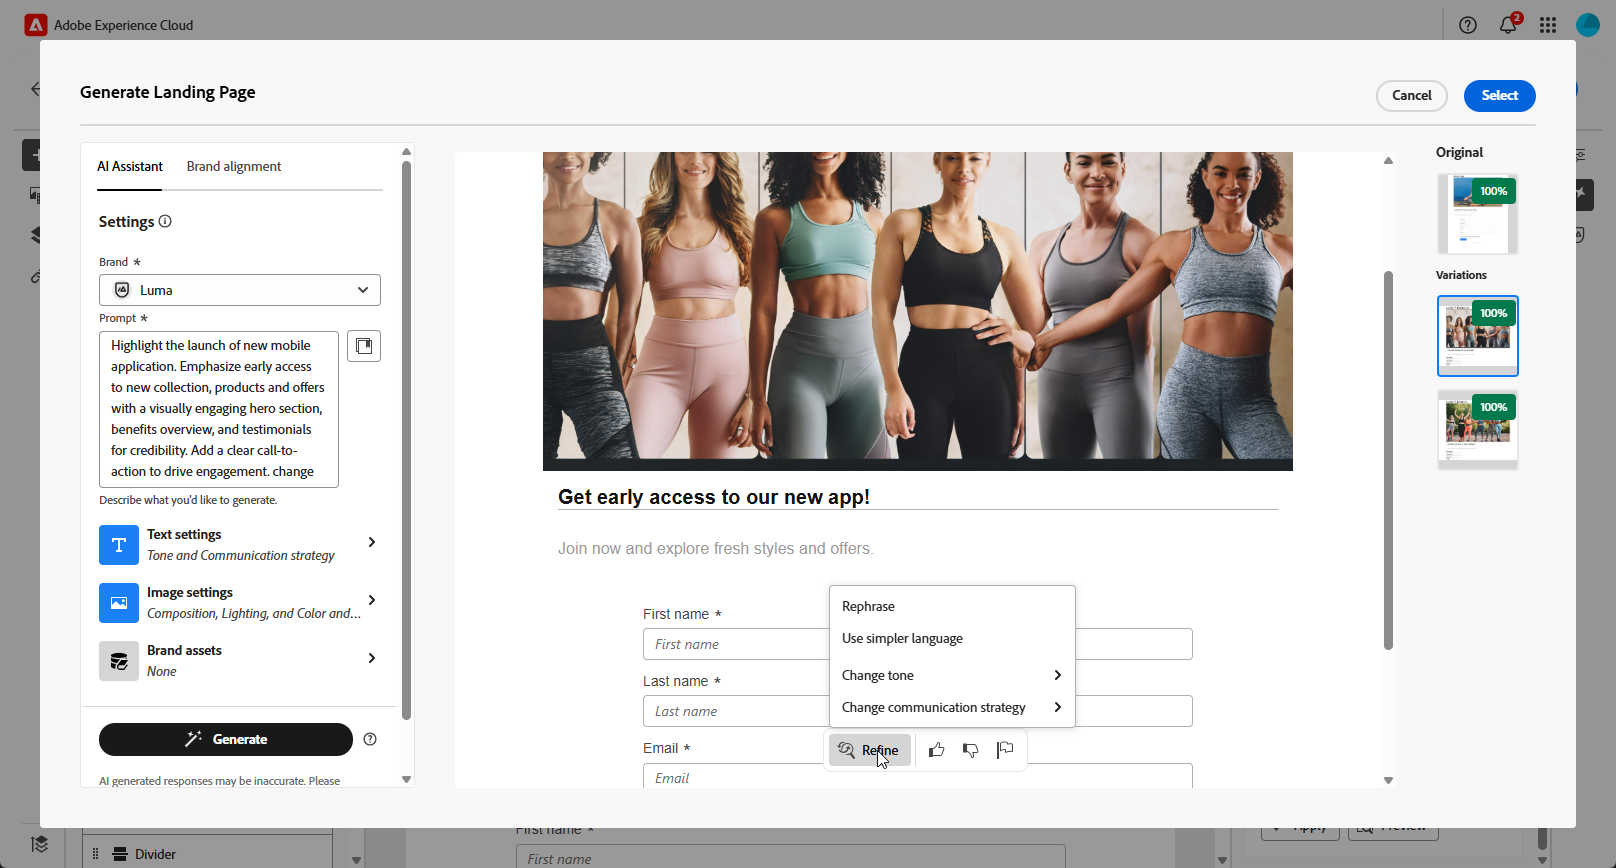 Adobe Experience Cloud
2
Generate Landing Page
Cancel
Select
AI Assistant
Brand alignment
Settings
Brand *
Luma
Prompt *
Highlight the launch of new mobile
application. Emphasize early access
to new collection, products and offers
with a visually engaging hero section,
benefits overview, and testimonials
for credibility. Add a clear call-to-
action to drive engagement. change
Describe what you'd like to generate.
Text settings
Tone and Communication strategy
Image settings
Composition, Lighting, and Color and...
Brand assets
None
Generate
AI generated responses may be inaccurate. Please
Get early access to our new app!
Join now and explore fresh styles and offers.
First name *
First name
Last name *
Last name
Email *
Email
Rephrase
Use simpler language
Change tone
Change communication strategy
Refine
Original
100%
Variations
100%
100%
Divider
First name *
First name
Apply
Preview